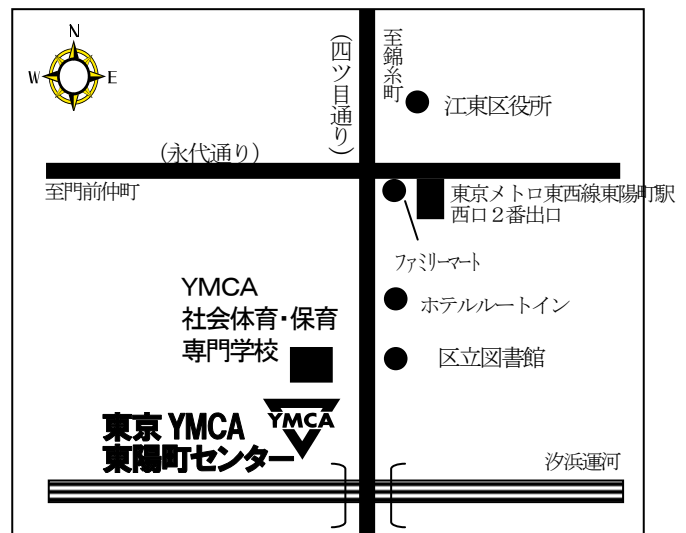 N
W
E
(四ツ目通り)
至錦糸町
江東区役所
(永代通り)
至門前仲町
東京メトロ東西線東陽町駅
西口２番出口
ファミリーマート
YMCA
社会体育・保育
専門学校
ホテルルートイン
区立図書館
YMCA
東京 YMCA
東陽町センター
汐浜運河